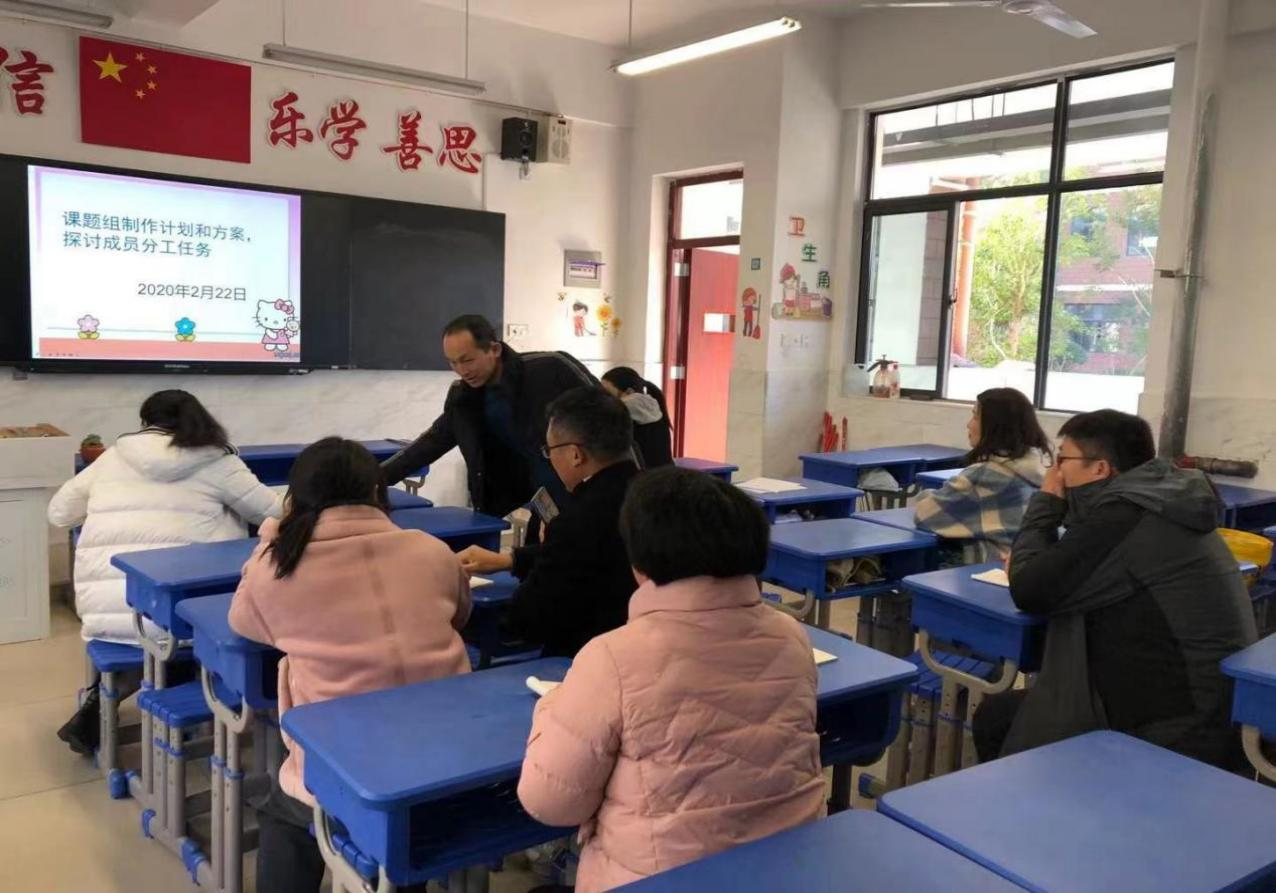 信
乐学善思
课题组制作计划和方案,
探讨成员分工任务
2020年2月22日
卫
生
角